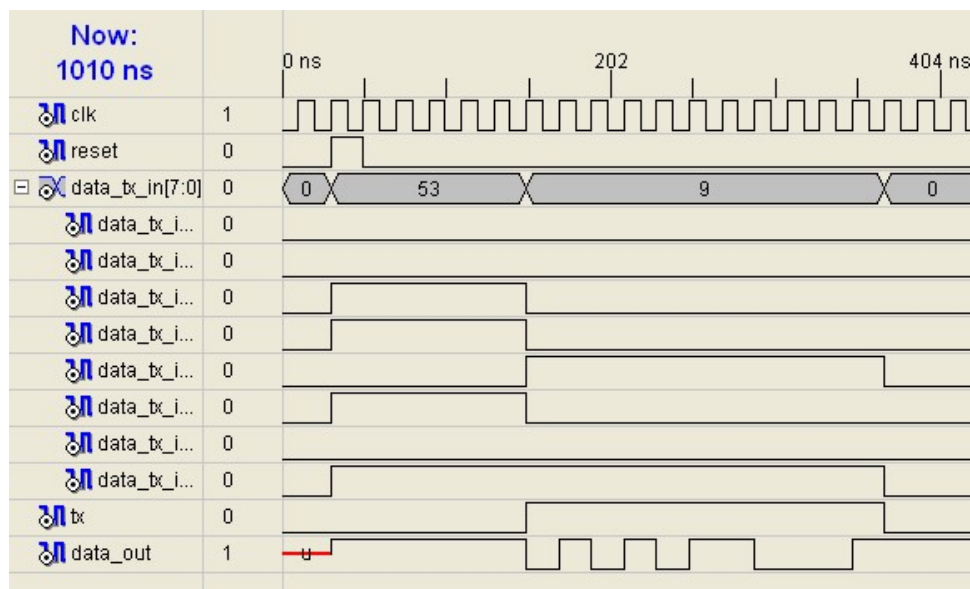 Now:
1010 ns
0 ns 202 404 ns
clk 1
reset 0
data_tx_in[7:0] 0 0 53 9 0
data_tx_i... 0
data_tx_i... 0
data_tx_i... 0
data_tx_i... 0
data_tx_i... 0
data_tx_i... 0
data_tx_i... 0
data_tx_i... 0
tx 0
data_out 1 u